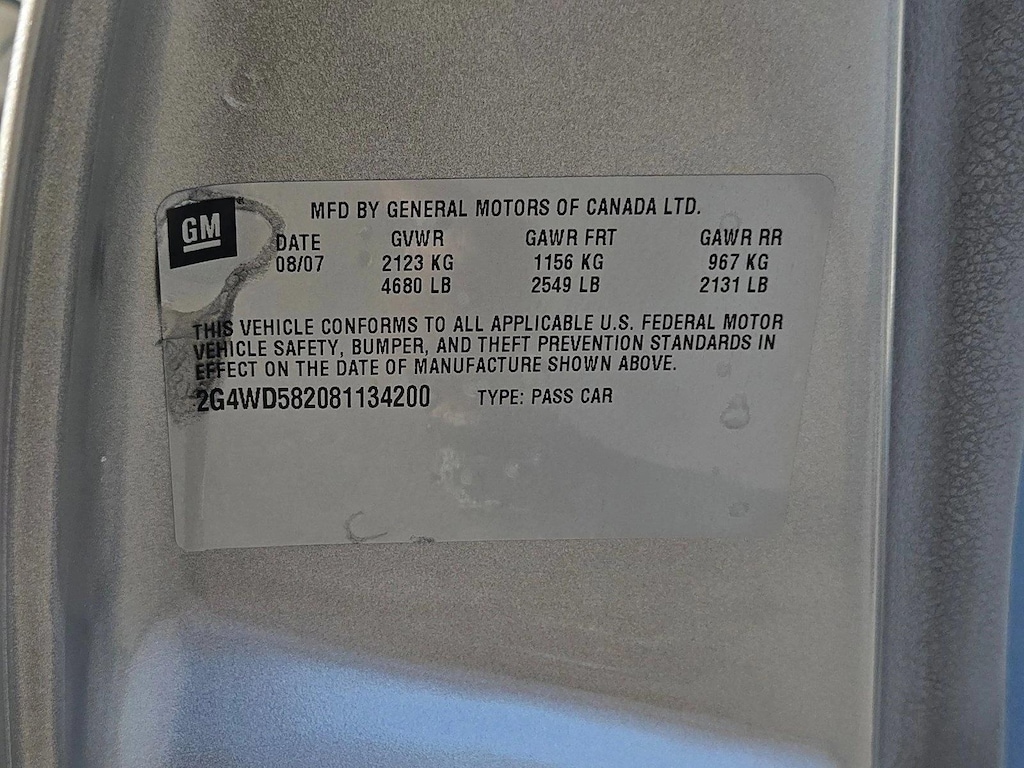 GM
MFD BY GENERAL MOTORS OF CANADA LTD.
DATE GVWR GAWR FRT GAWR RR
08/07 2123 KG 1156 KG 967 KG
4680 LB 2549 LB 2131 LB
THIS VEHICLE CONFORMS TO ALL APPLICABLE U.S. FEDERAL MOTOR
VEHICLE SAFETY, BUMPER, AND THEFT PREVENTION STANDARDS IN
EFFECT ON THE DATE OF MANUFACTURE SHOWN ABOVE.
2G4WD582081134200 TYPE: PASS CAR